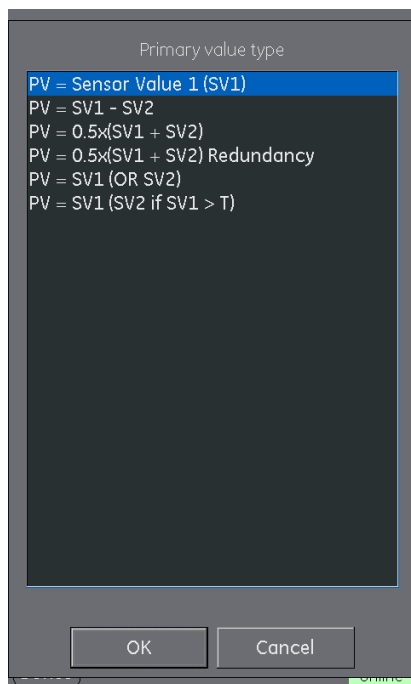 Primary value type
PV = Sensor Value 1 (SV1)
PV = SV1 - SV2
PV = 0.5x(SV1 + SV2)
PV = 0.5x(SV1 + SV2) Redundancy
PV = SV1 (OR SV2)
PV = SV1 (SV2 if SV1 > T)
OK
Cancel